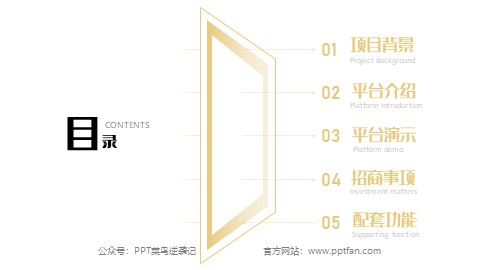 目录
CONTENTS
01 项目背景
Project Background
02 平台介绍
Platform Introduction
03 平台演示
Platform demo
04 招商事项
Investment matters
05 配套功能
Supporting function
公众号：PPT菜鸟逆袭记 官方网站：www.pptfan.com